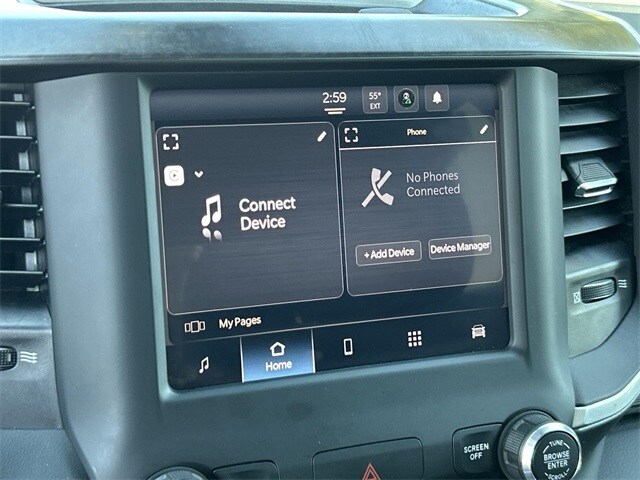 2:59
55°
EXT
Phone
Connect
Device
No Phones
Connected
+ Add Device
Device Manager
My Pages
Home
SCREEN
OFF
TUNE
BROWSE
ENTER
SCROLL